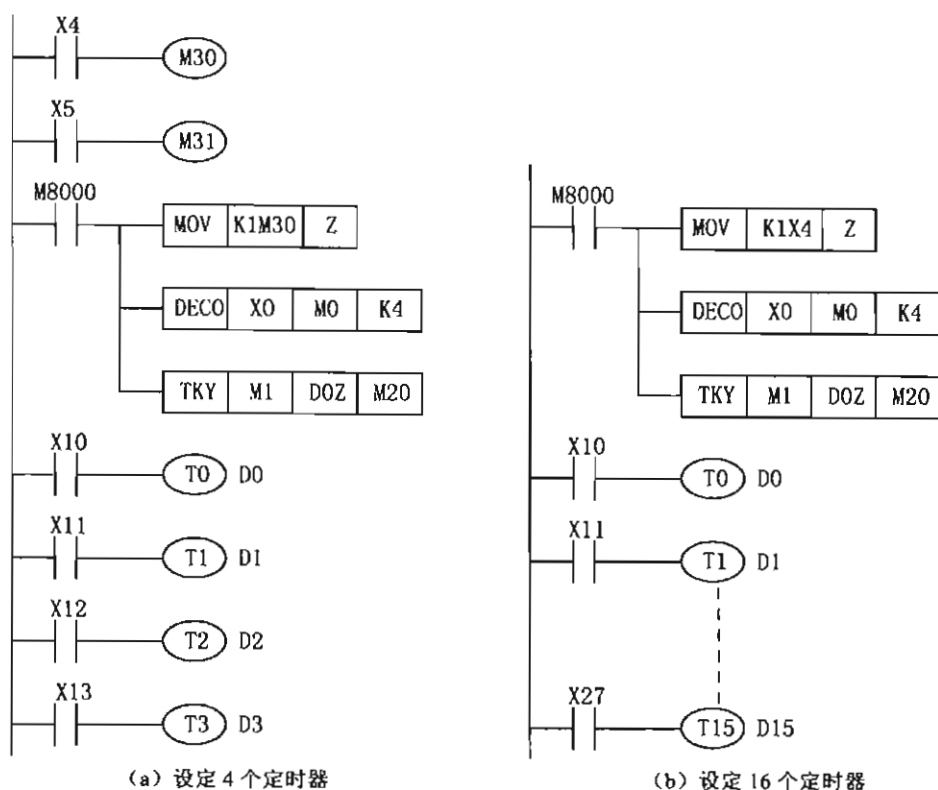 X4
M30
X5
M31
M8000
MOV K1M30 Z
DECO X0 M0 K4
TKY M1 D0Z M20
X10
T0 D0
X11
T1 D1
X12
T2 D2
X13
T3 D3
(a) 设定 4 个定时器
M8000
MOV K1X4 Z
DECO X0 M0 K4
TKY M1 D0Z M20
X10
T0 D0
X11
T1 D1
X27
T15 D15
(b) 设定 16 个定时器